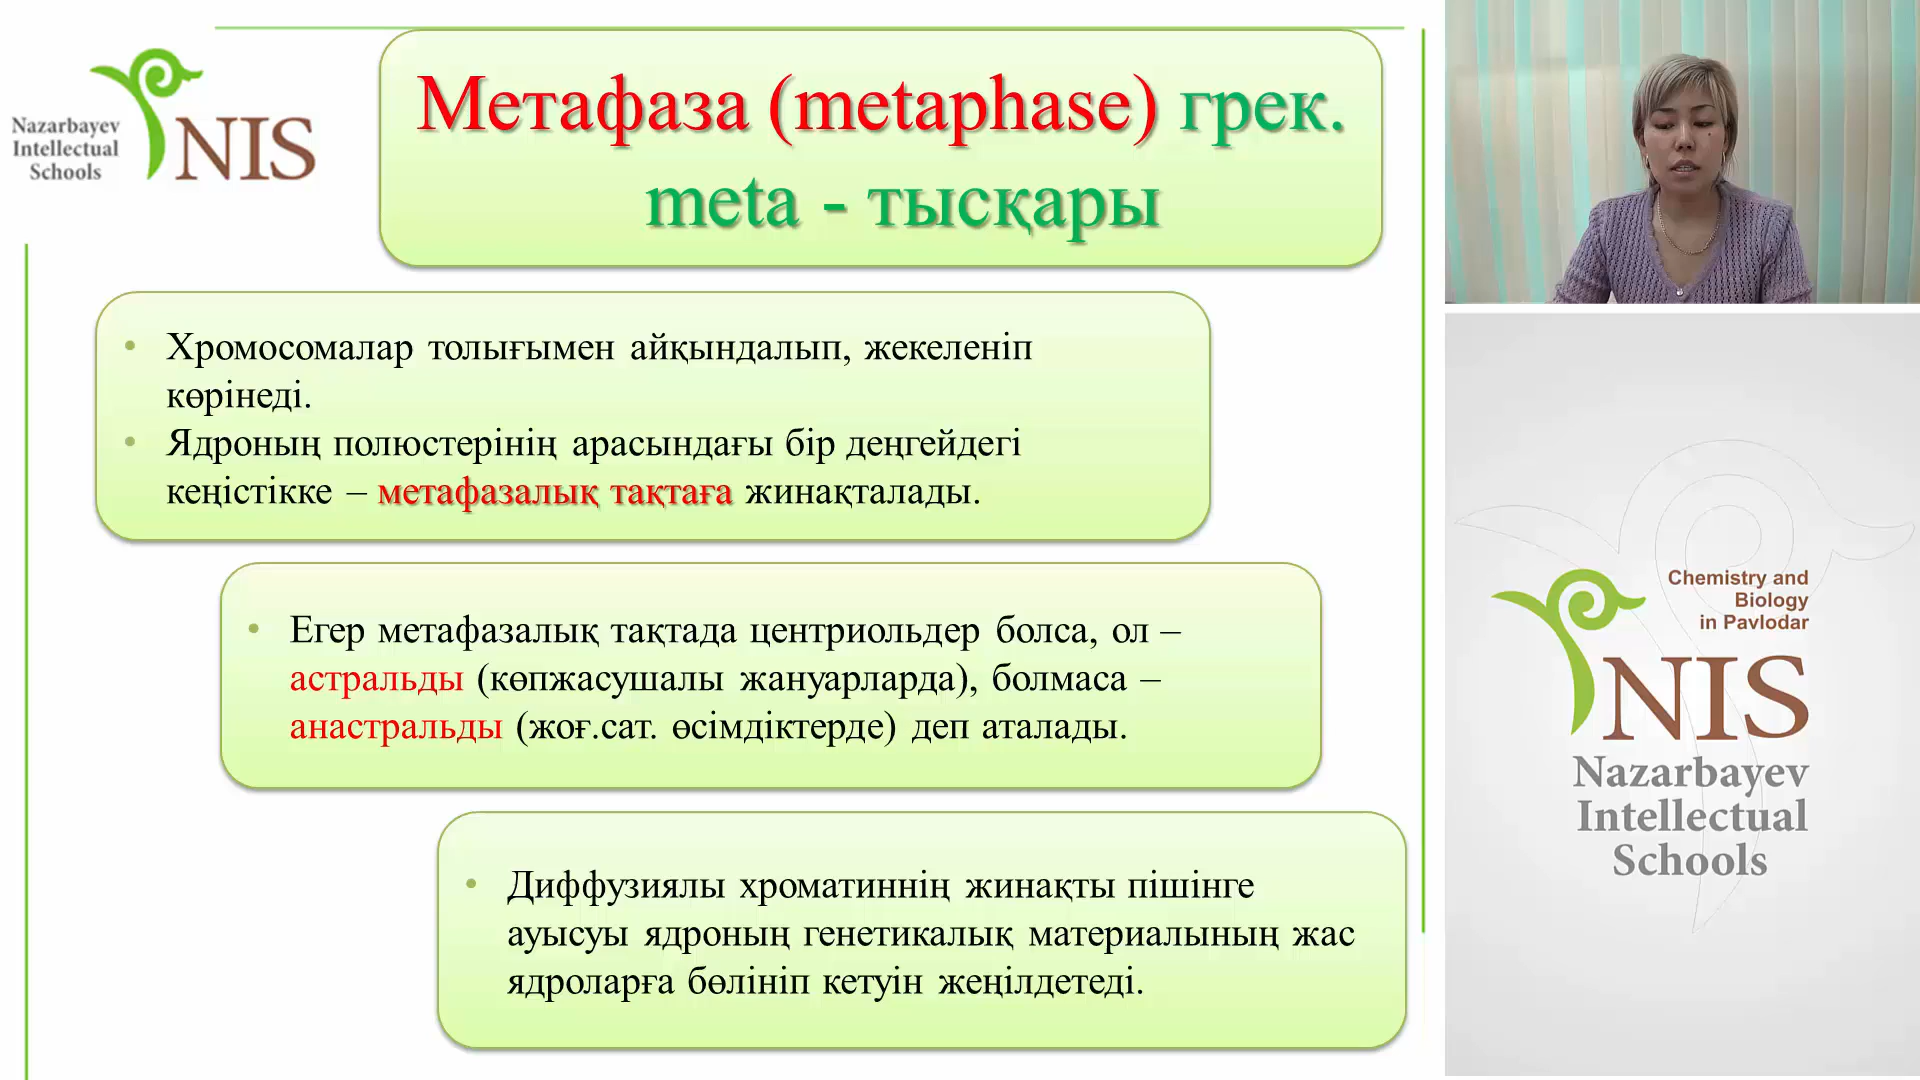 Nazarbayev
Intellectual
Schools
NIS
Метафаза (metaphase) грек.
meta - тысқары
• Хромосомалар толығымен айқындалып, жекеленіп
көрінеді.
• Ядроның полюстерінің арасындағы бір деңгейдегі
кеңістікке – метафазалық тақтаға жинақталады.
• Егер метафазалық тақтада центриольдер болса, ол –
астральды (көпжасушалы жануарларда), болмаса –
анастральды (жоғ.сат. өсімдіктерде) деп аталады.
• Диффузиялы хроматиннің жинақты пішінге
ауысуы ядроның генетикалық материалының жас
ядроларға бөлініп кетуін жеңілдетеді.
Chemistry and
Biology
in Pavlodar
NIS
Nazarbayev
Intellectual
Schools